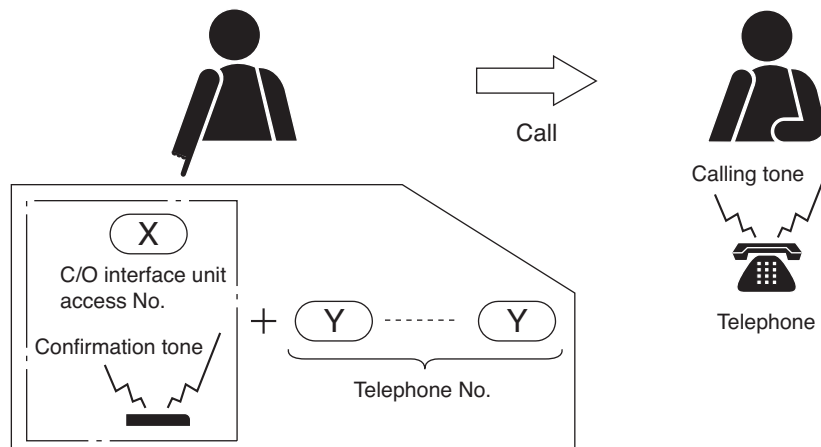 Call
Calling tone
Telephone
X
C/O interface unit
access No.
Confirmation tone
+
Y ------ Y
Telephone No.